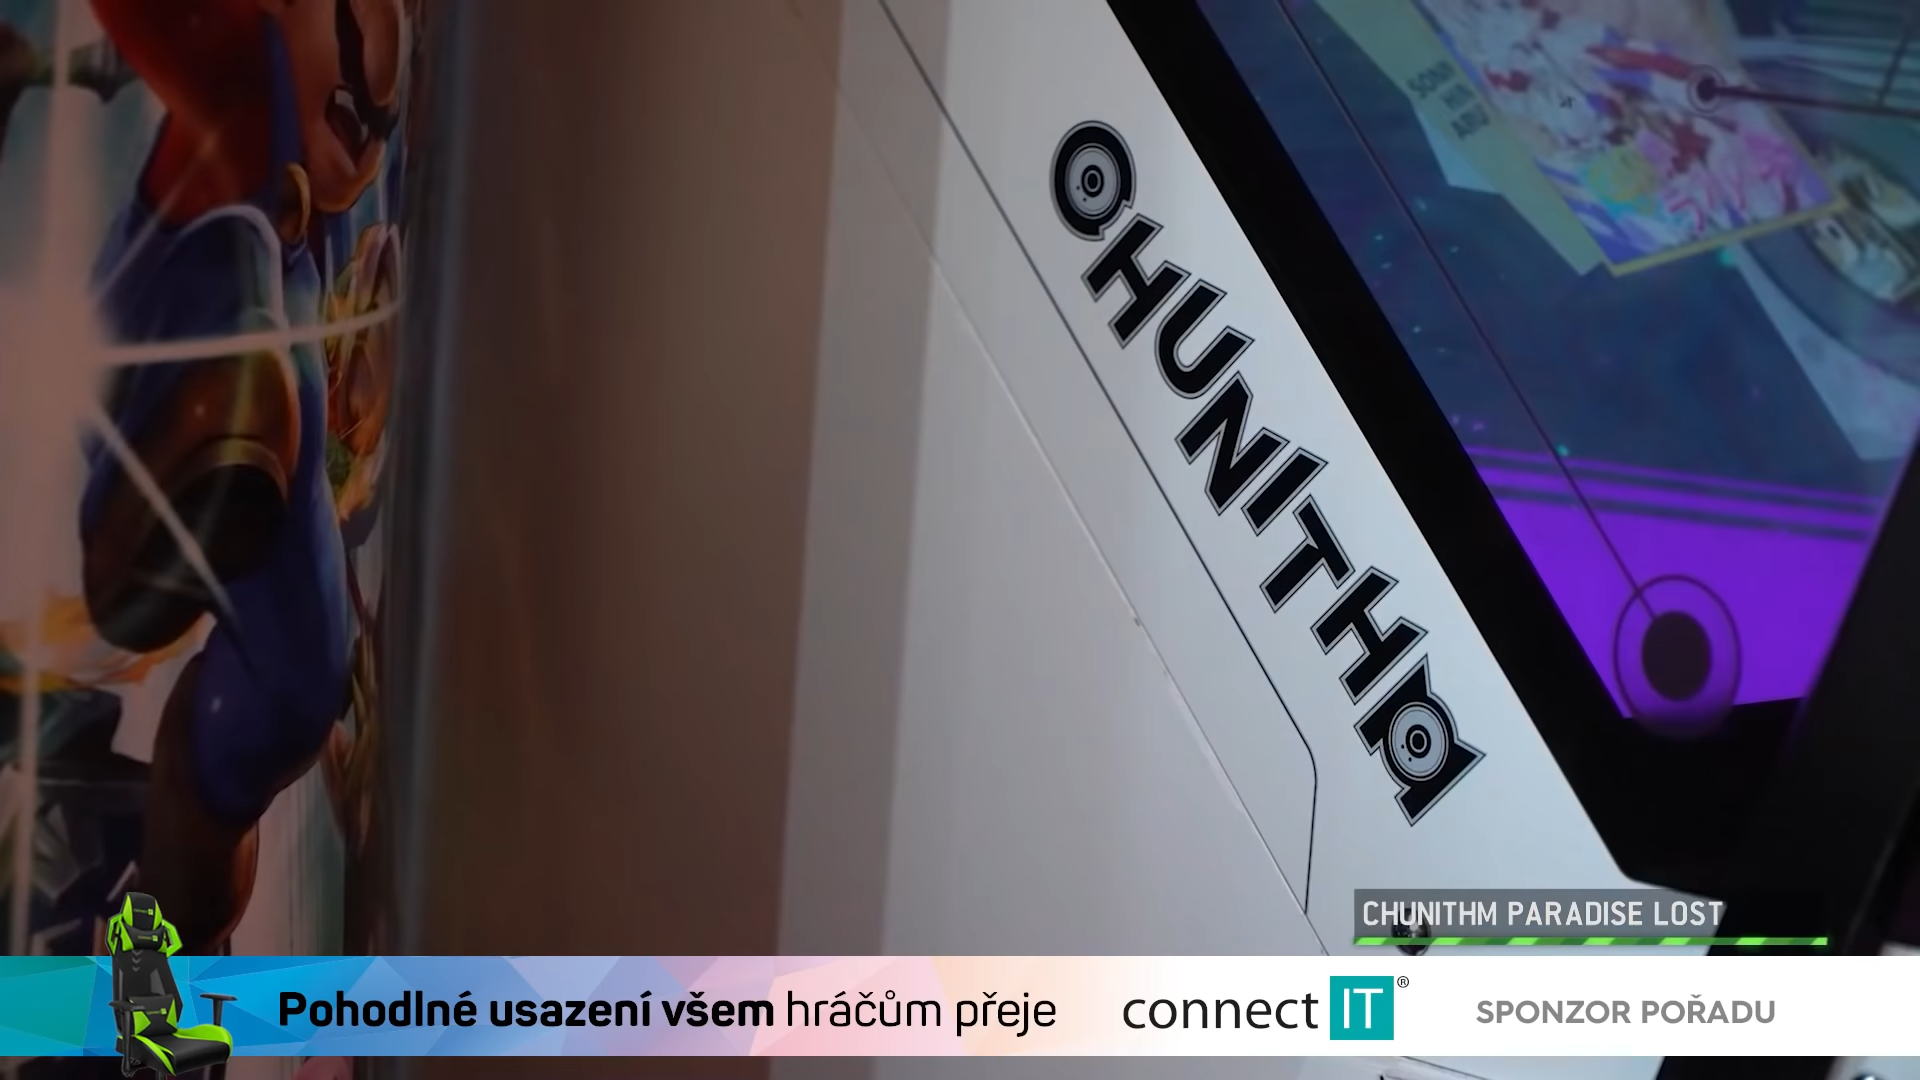 CHUNITHM
CHUNITHM PARADISE LOST
Pohodlné usazení všem hráčům přeje
connect IT®
SPONZOR POŘADU